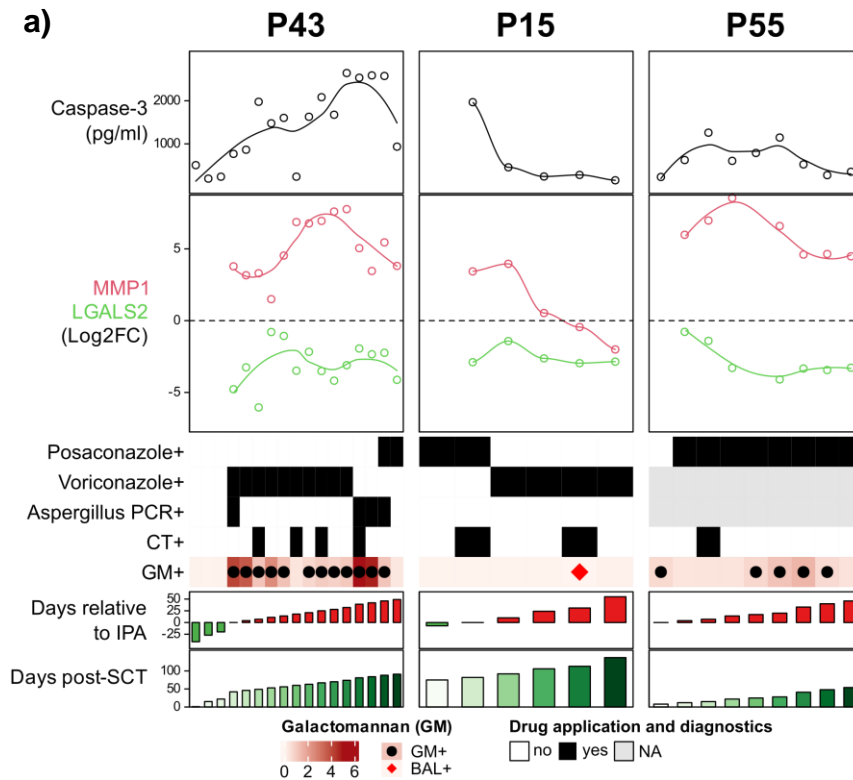 a)
P43 P15 P55
Caspase-3
(pg/ml)
2000
1000
MMP1
LGALS2
(Log2FC)
5
0
-5
Posaconazole+
Voriconazole+
Aspergillus PCR+
CT+
GM+
Days relative
to IPA
50
25
0
-25
Days post-SCT
100
50
0
Galactomannan (GM) Drug application and diagnostics
0 2 4 6 GM+ BAL+ no yes NA